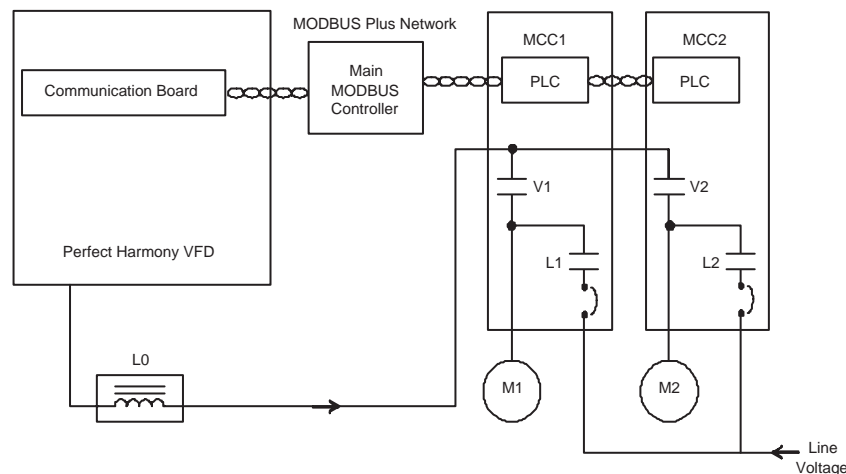 MODBUS Plus Network
MCC1
MCC2
Communication Board
Main
MODBUS
Controller
PLC
PLC
V1
V2
Perfect Harmony VFD
L1
L2
L0
M1
M2
Line
Voltage